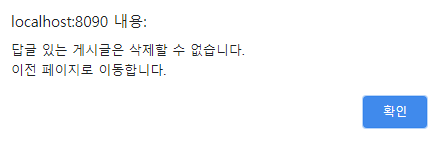 localhost:8090 내용:
답글 있는 게시글은 삭제할 수 없습니다.
이전 페이지로 이동합니다.
확인